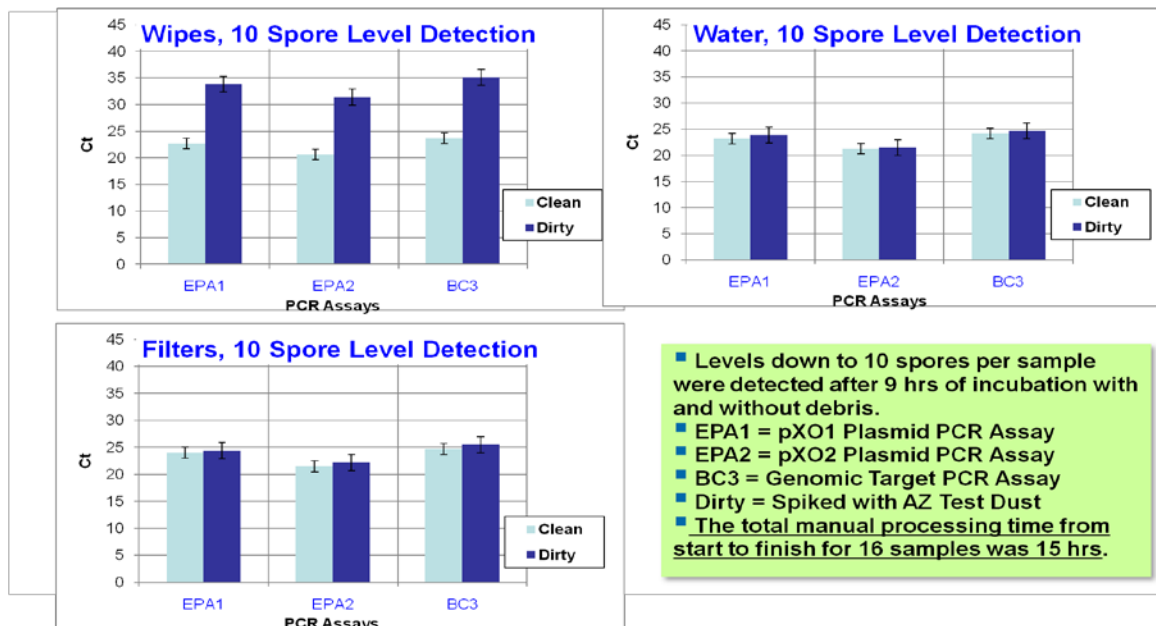 Wipes, 10 Spore Level Detection
45
40
35
30
25
20
15
10
5
0
Ct
Clean
Dirty
EPA1 EPA2 BC3
PCR Assays
Water, 10 Spore Level Detection
45
40
35
30
25
20
15
10
5
0
Ct
Clean
Dirty
EPA1 EPA2 BC3
PCR Assays
Filters, 10 Spore Level Detection
45
40
35
30
25
20
15
10
5
0
Ct
Clean
Dirty
EPA1 EPA2 BC3
PCR Assays
Levels down to 10 spores per sample
were detected after 9 hrs of incubation with
and without debris.
EPA1 = pXO1 Plasmid PCR Assay
EPA2 = pXO2 Plasmid PCR Assay
BC3 = Genomic Target PCR Assay
Dirty = Spiked with AZ Test Dust
The total manual processing time from
start to finish for 16 samples was 15 hrs.